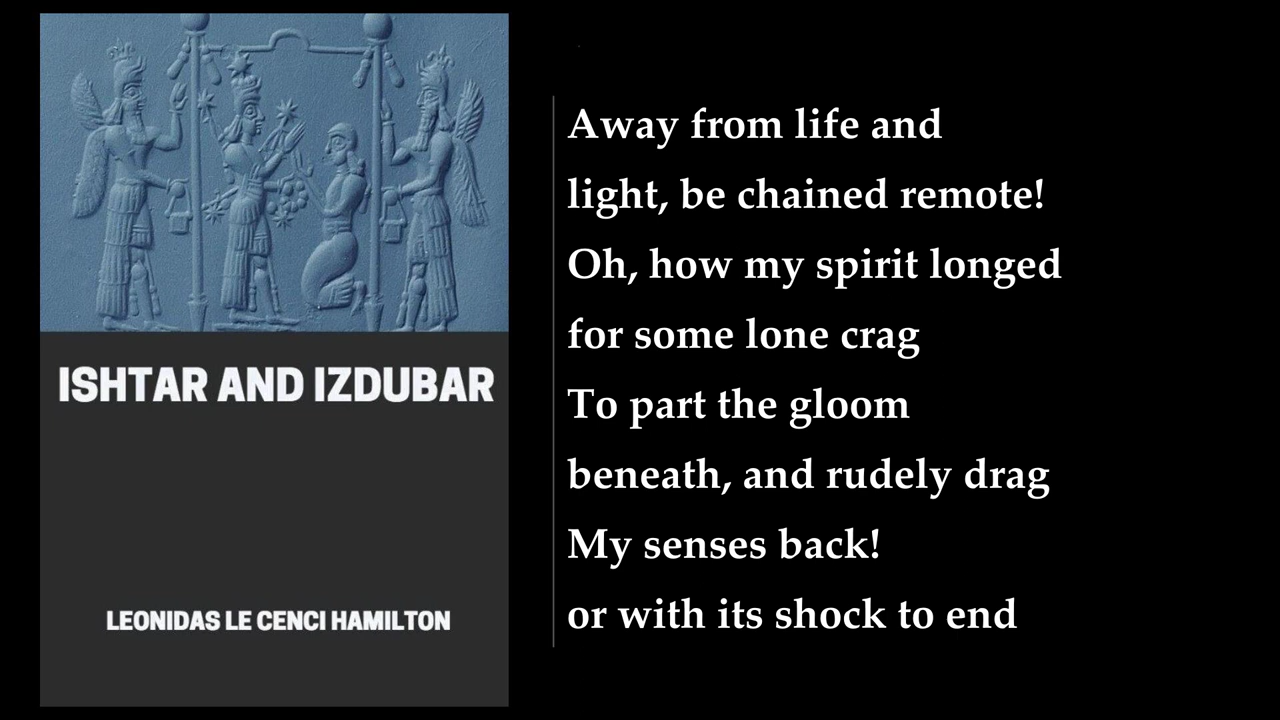 ISHTAR AND IZDUBAR
LEONIDAS LE CENCI HAMILTON
Away from life and
light, be chained remote!
Oh, how my spirit longed
for some lone crag
To part the gloom
beneath, and rudely drag
My senses back!
or with its shock to end